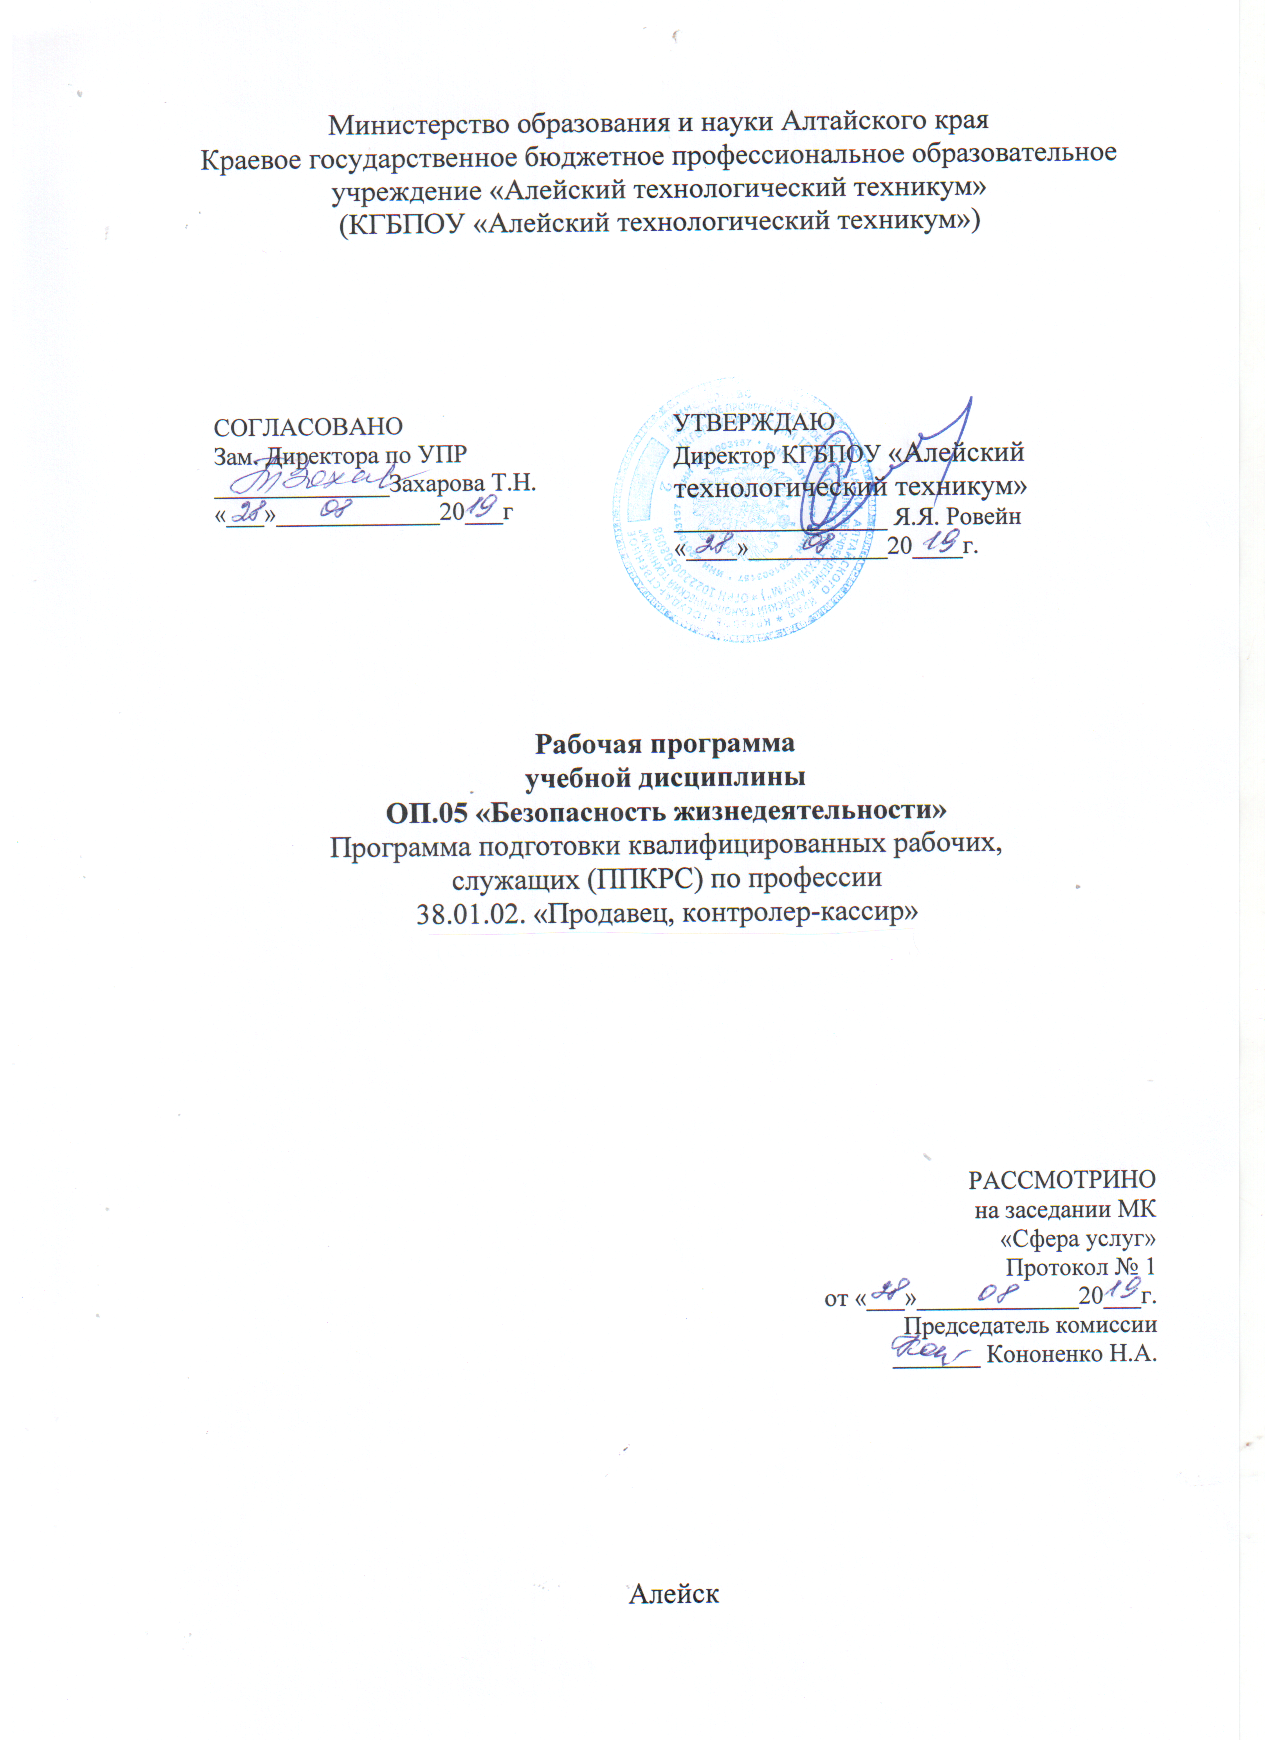 Министерство образования и науки Алтайского края
Краевое государственное бюджетное профессиональное образовательное
учреждение «Алейский технологический техникум»
(КГБПОУ «Алейский технологический техникум»)
СОГЛАСОВАНО
Зам. Директора по УПР
Захарова Т.Н.
«28» 08 2019г
УТВЕРЖДАЮ
Директор КГБПОУ «Алейский
технологический техникум»
Я.Я. Ровейн
«28» 08 2019г.
Рабочая программа
учебной дисциплины
ОП.05 «Безопасность жизнедеятельности»
Программа подготовки квалифицированных рабочих,
служащих (ППКРС) по профессии
38.01.02. «Продавец, контролер-кассир»
РАССМОТРИНО
на заседании МК
«Сфера услуг»
Протокол № 1
от «28» 08 2019г.
Председатель комиссии
Кононенко Н.А.
Алейск